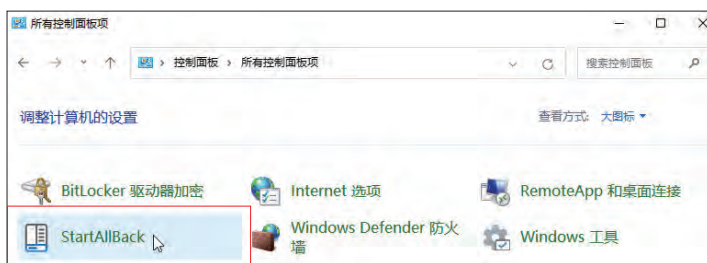 所有控制面板项
控制面板 › 所有控制面板项
搜索控制面板
调整计算机的设置
查看方式: 大图标
BitLocker 驱动器加密
Internet 选项
RemoteApp 和桌面连接
StartAllBack
Windows Defender 防火
墙
Windows 工具